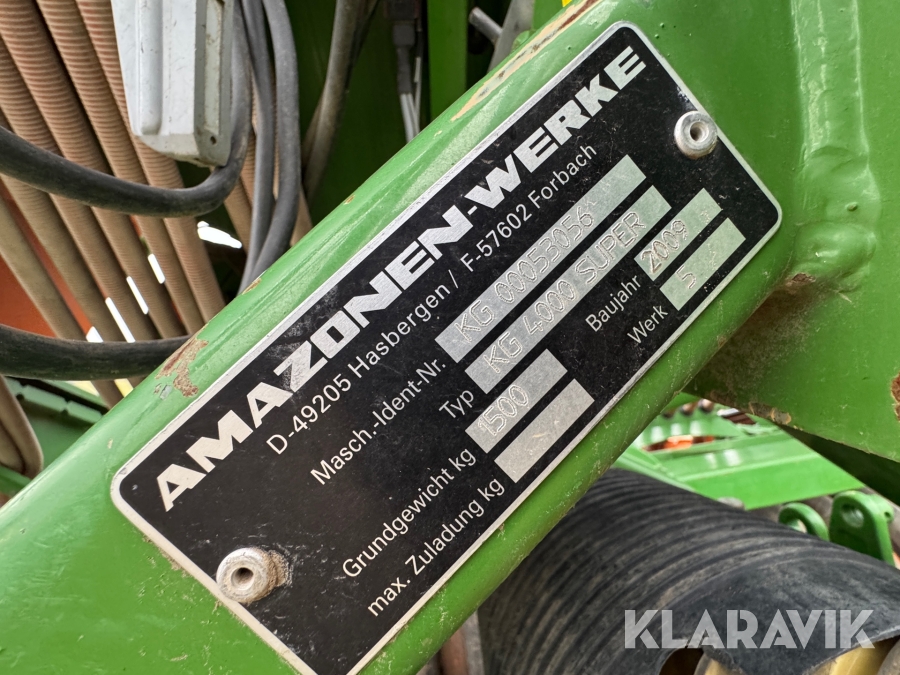 AMAZONEN-WERKE
D-49205 Hasbergen / F-57602 Forbach
Masch.-Ident-Nr. KG 00053056
Typ KG 4000 SUPER
Grundgewicht kg 1500 Baujahr 2009
max. Zuladung kg Werk 5
KLARAVIK